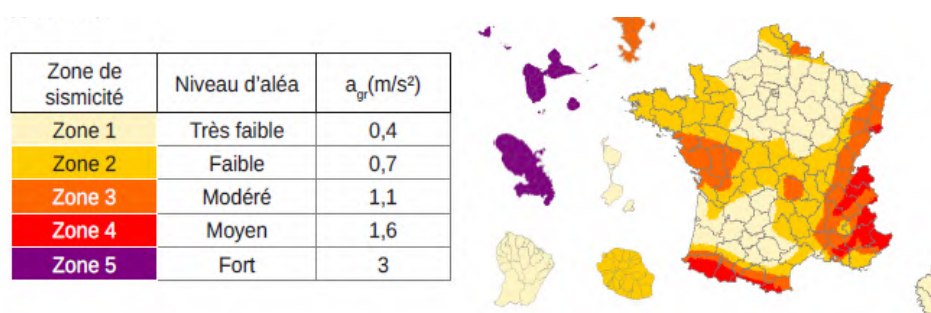 Zone de sismicité Niveau d'aléa agr(m/s²)
Zone 1 Très faible 0,4
Zone 2 Faible 0,7
Zone 3 Modéré 1,1
Zone 4 Moyen 1,6
Zone 5 Fort 3